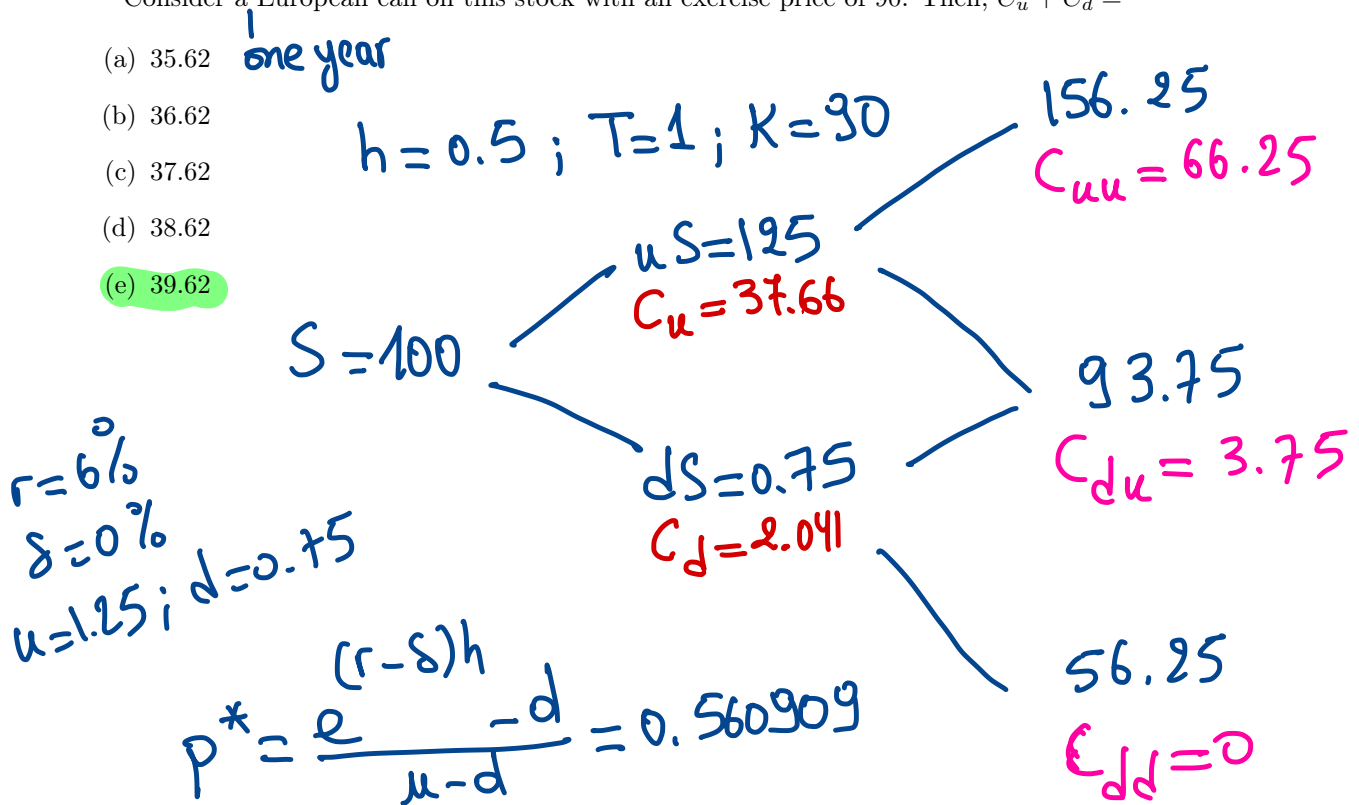 Consider a European call on this stock with an exercise price of 90. Then, C_u + C_d =
one year
(a) 35.62
(b) 36.62
(c) 37.62
(d) 38.62
(e) 39.62
h = 0.5 ; T = 1 ; K = 90
156.25
C_uu = 66.25
uS = 125
C_u = 37.66
S = 100
93.75
C_du = 3.75
dS = 0.75
C_d = 2.041
r = 6%
δ = 0%
u = 1.25 ; d = 0.75
56.25
C_dd = 0
p* = (e^((r-δ)h) - d) / (u - d) = 0.560909